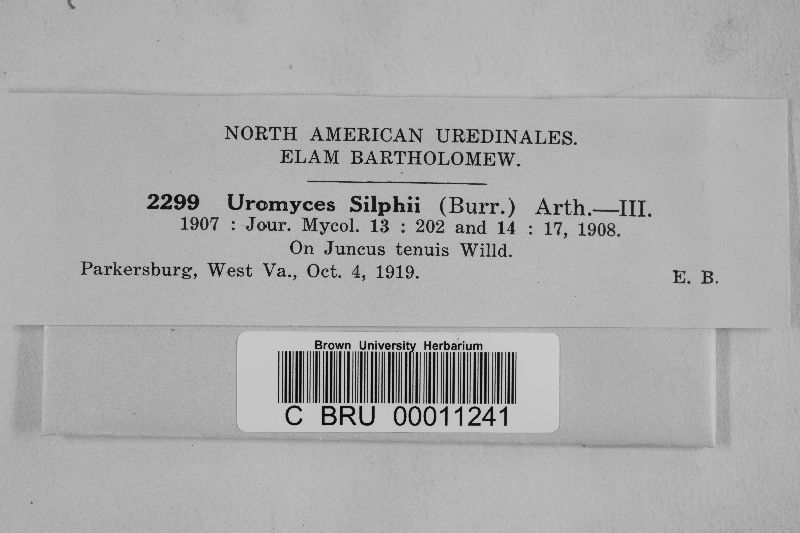 NORTH AMERICAN UREDINALES.
ELAM BARTHOLOMEW.
2299 Uromyces Silphii (Burr.) Arth.—III.
1907 : Jour. Mycol. 13 : 202 and 14 : 17, 1908.
On Juncus tenuis Willd.
Parkersburg, West Va., Oct. 4, 1919.
E. B.
Brown University Herbarium
C BRU 00011241